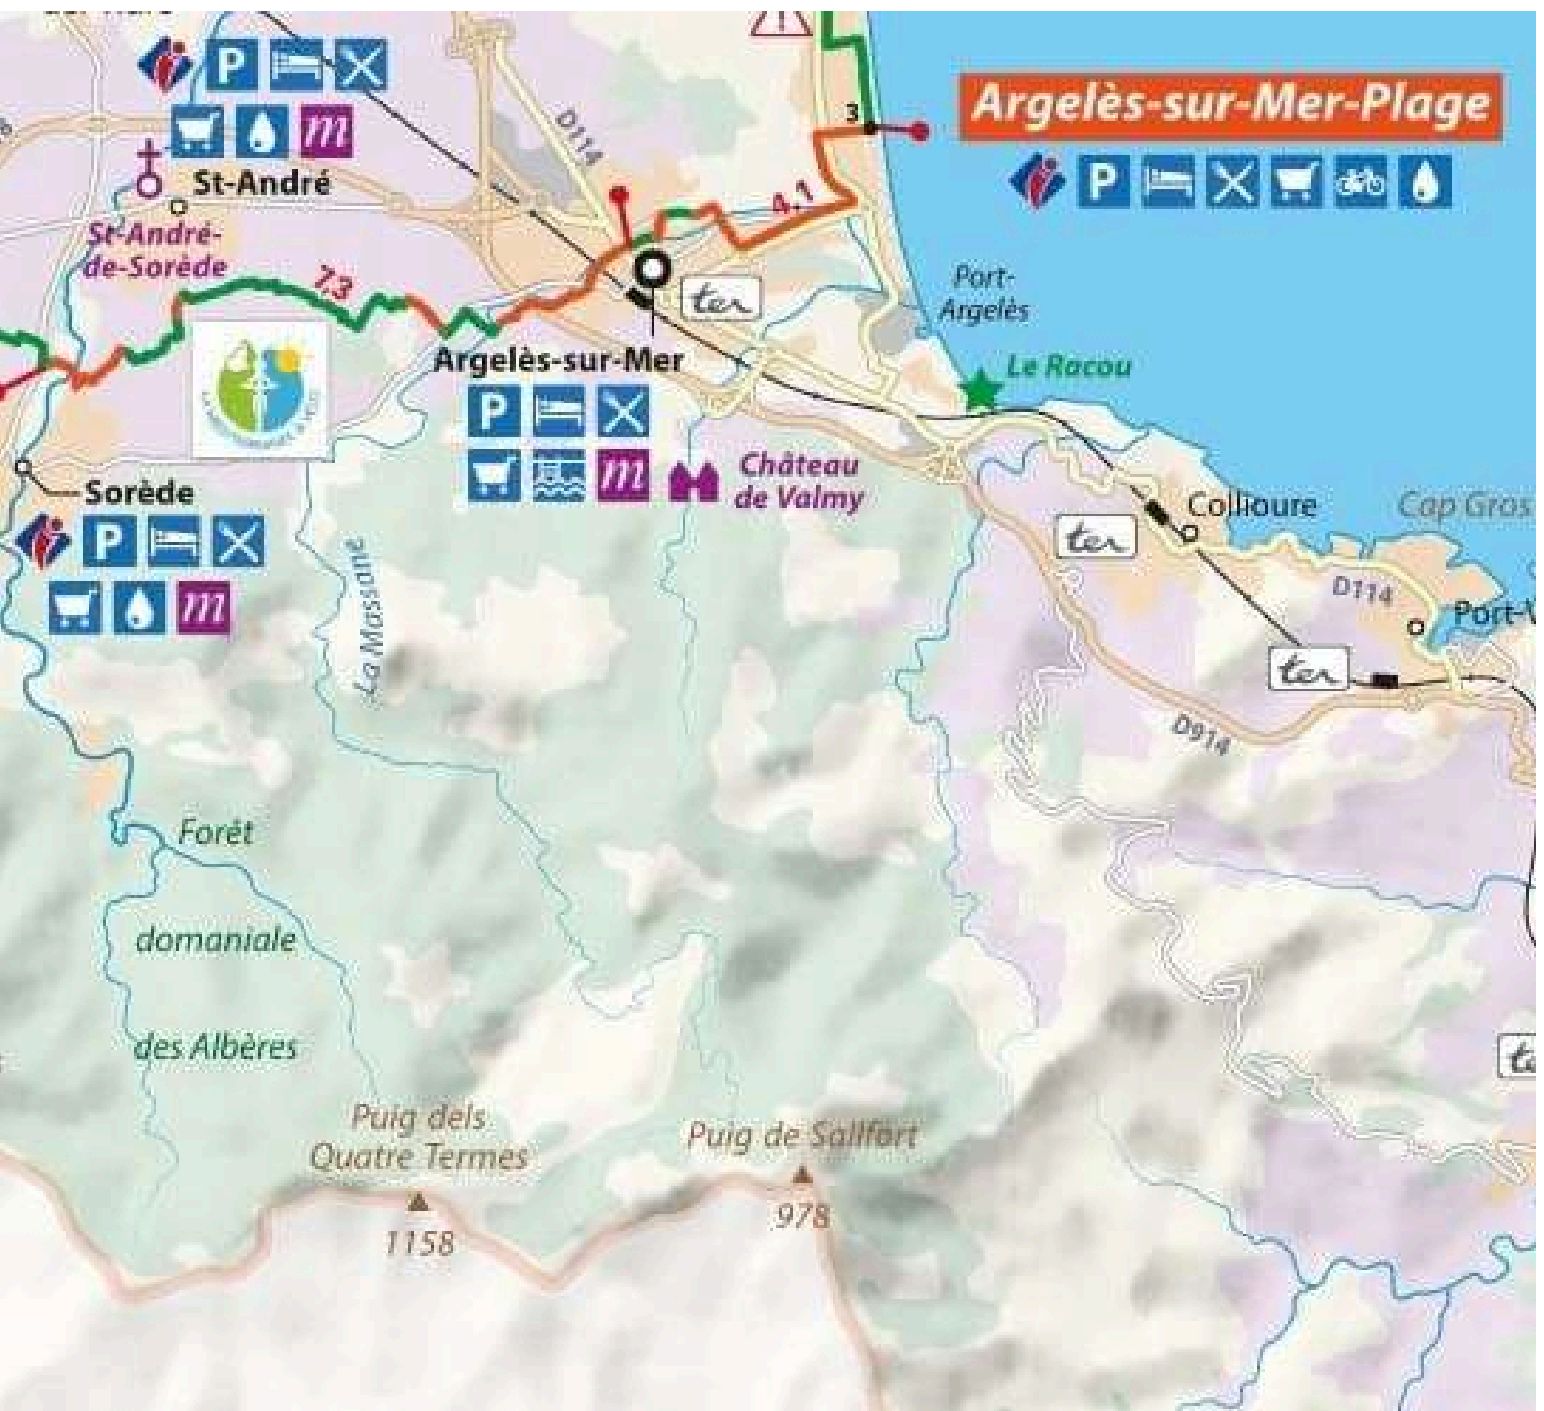 P
m
St-André
St-André-
de-Sorède
D114
3
Argelès-sur-Mer-Plage
P
4.1
7.3
ter
Port-
Argelès
Le Racou
Argelès-sur-Mer
P
m
Château
de Valmy
Sorède
P
m
La Massane
Collioure
Cap Gros
ter
D114
Port-V
ter
D914
Forêt
domaniale
des Albères
Puig dels
Quatre Termes
1158
Puig de Sallfort
978
te